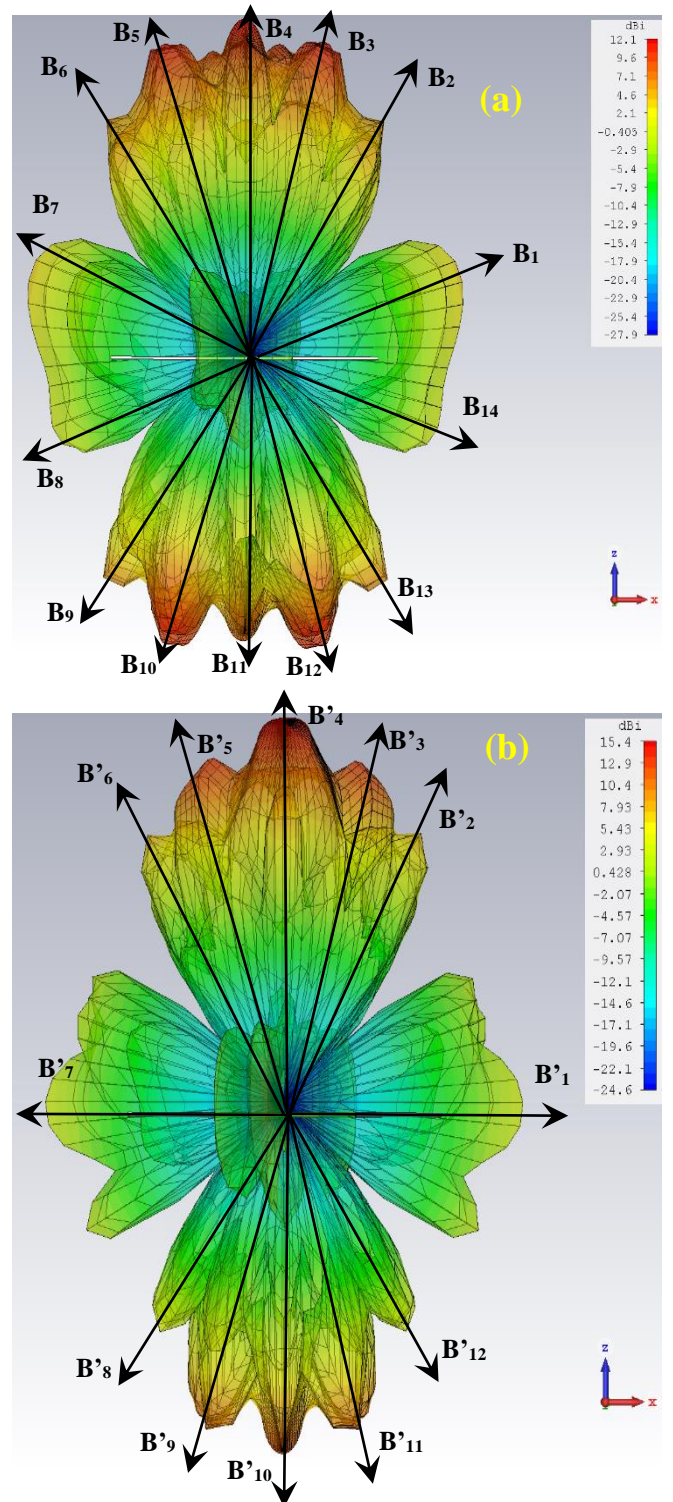 B4
B5
B3
B6
B2
(a)
dBi
12.1
9.6
7.1
4.6
2.1
-0.405
-2.9
-5.4
-7.9
-10.4
-12.9
-15.4
-17.9
-20.4
-22.9
-25.4
-27.9
B7
B1
B14
B8
B9
B13
B10
B11
B12
z
x
B’4
B’5
B’3
B’6
B’2
(b)
dBi
15.4
12.9
10.4
7.93
5.43
2.93
0.428
-2.07
-4.57
-7.07
-9.57
-12.1
-14.6
-17.1
-19.6
-22.1
-24.6
B’7
B’1
B’8
B’12
B’9
B’10
B’11
z
x